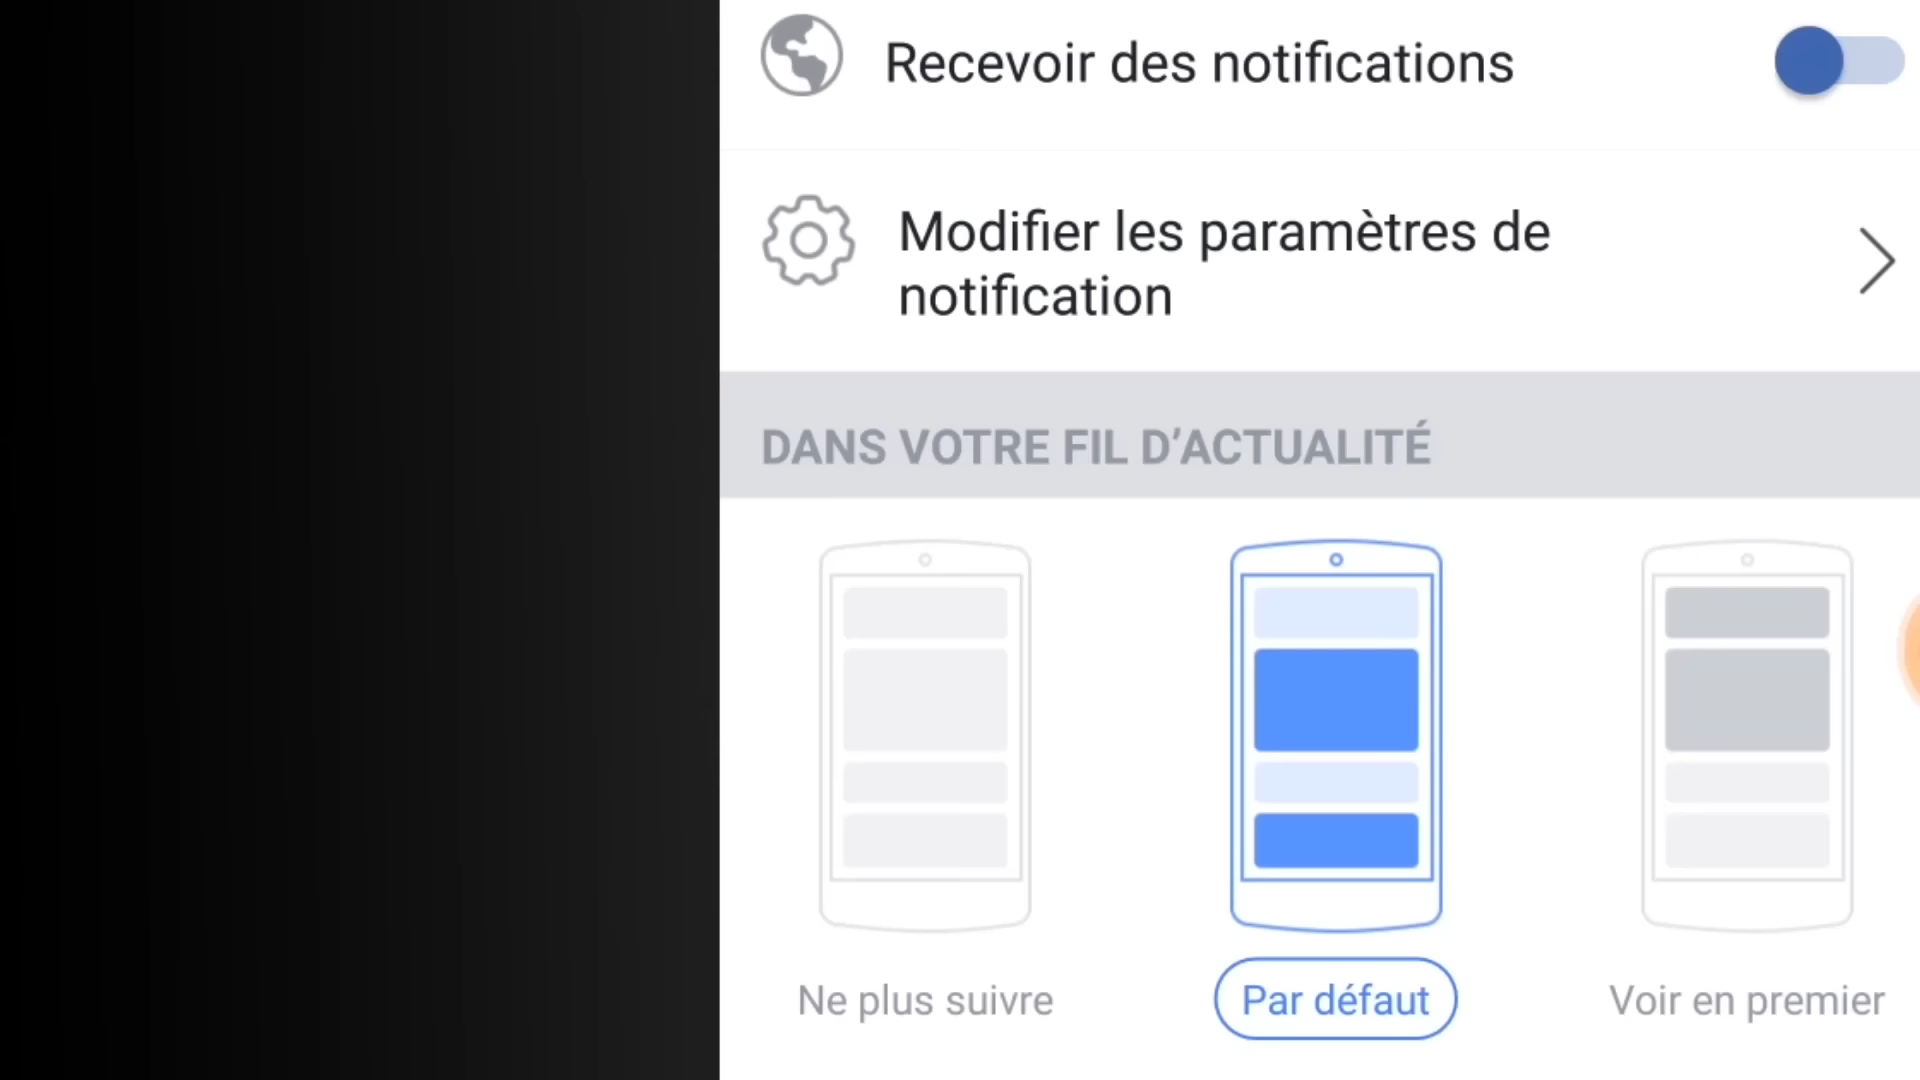 Recevoir des notifications
Modifier les paramètres de
notification
DANS VOTRE FIL D’ACTUALITÉ
Ne plus suivre
Par défaut
Voir en premier